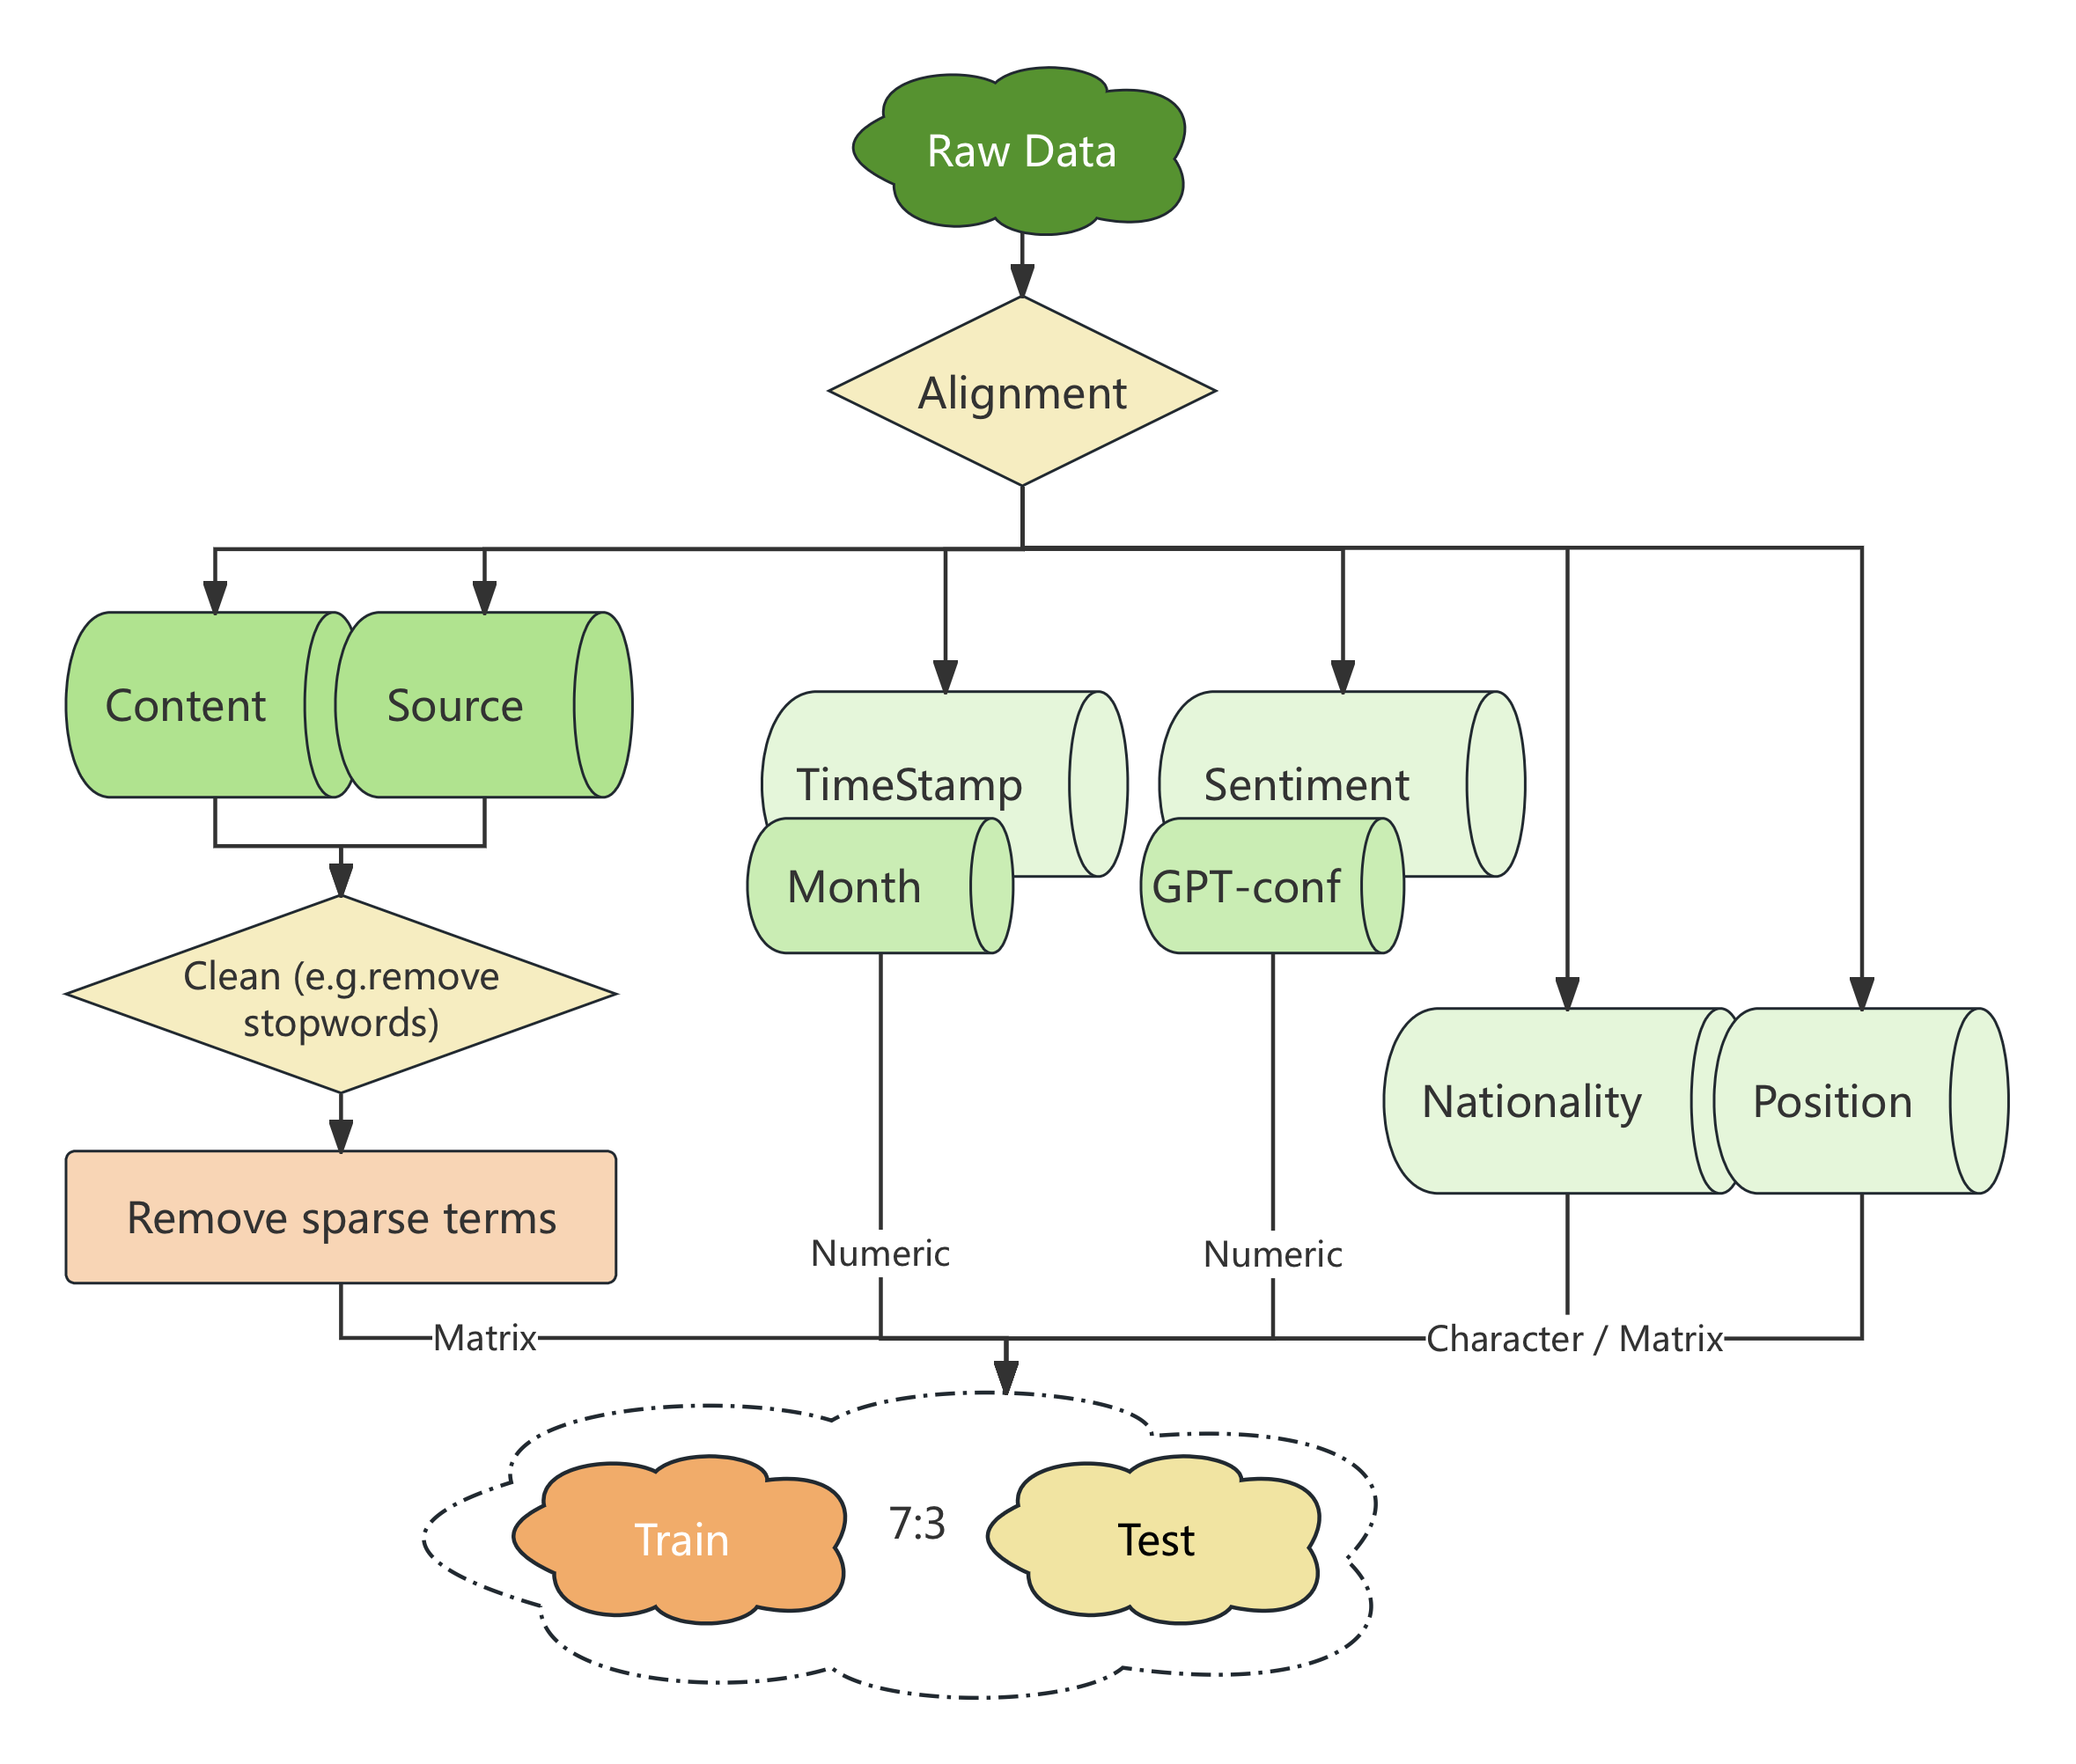 Raw Data
Alignment
Content
Source
TimeStamp
Sentiment
Month
GPT-conf
Clean (e.g.remove
stopwords)
Nationality
Position
Remove sparse terms
Numeric
Numeric
Matrix
Character / Matrix
Train
7:3
Test